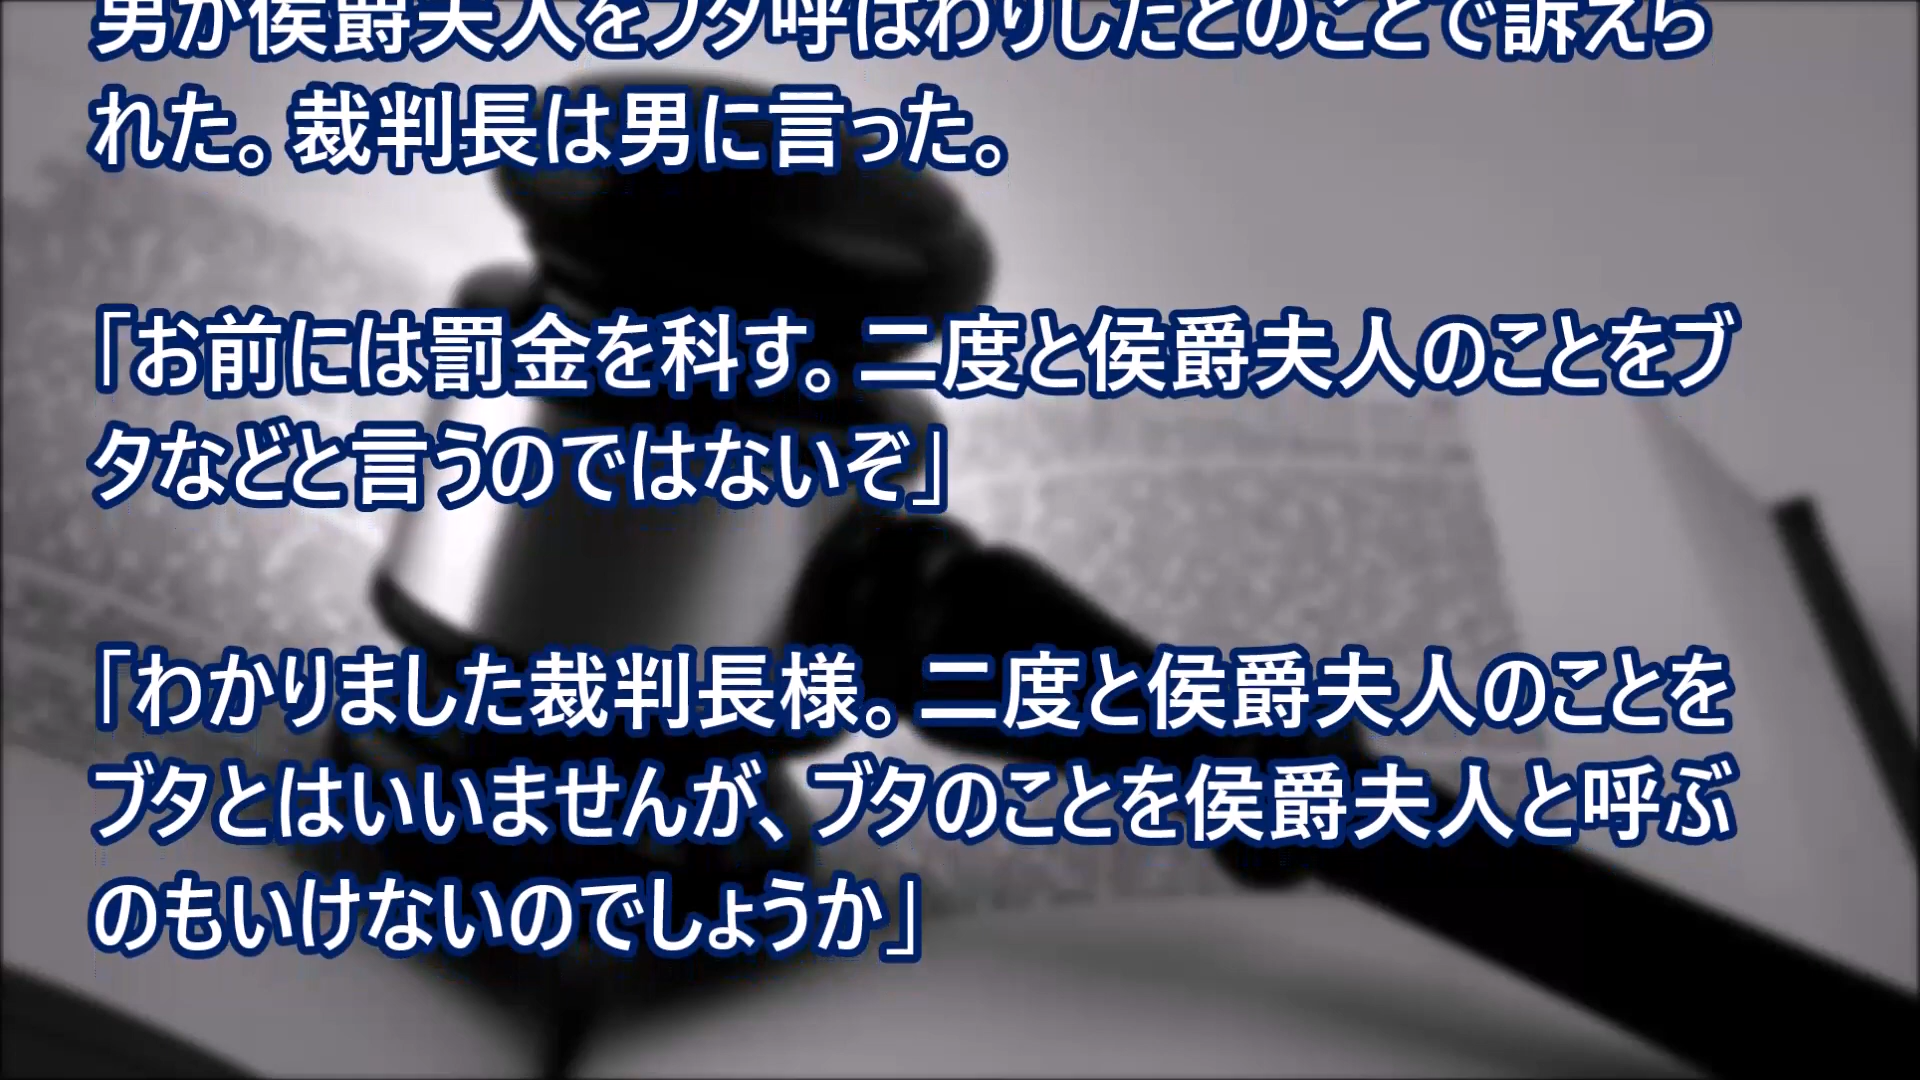 男が侯爵夫人をブタ呼ばわりしたとのことで訴えら
れた。裁判長は男に言った。
「お前には罰金を科す。二度と侯爵夫人のことをブ
タなどと言うのではないぞ」
「わかりました裁判長様。二度と侯爵夫人のことを
ブタとはいいませんが、ブタのことを侯爵夫人と呼ぶ
のもいけないのでしょうか」